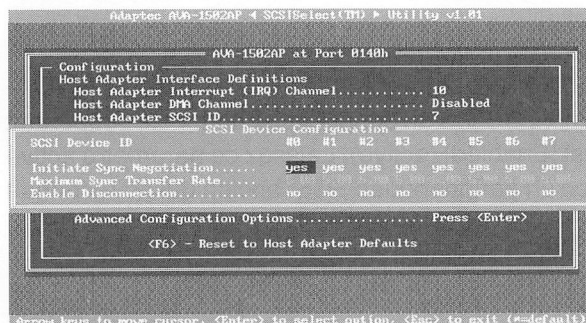 Adaptec AVA-1502AP ◄ SCSISelect(TM) ► Utility v1.01
AVA-1502AP at Port 0140h
Configuration
Host Adapter Interface Definitions
Host Adapter Interrupt (IRQ) Channel............ 10
Host Adapter DMA Channel........................ Disabled
Host Adapter SCSI ID............................ 7
SCSI Device Configuration
SCSI Device ID #0 #1 #2 #3 #4 #5 #6 #7
Initiate Sync Negotiation...... yes yes yes yes yes yes yes yes
Maximum Sync Transfer Rate.....
Enable Disconnection........... no no no no no no no no
Advanced Configuration Options.................. Press <Enter>
<F6> - Reset to Host Adapter Defaults
Arrow keys to move cursor, <Enter> to select option, <Esc> to exit (*=default)